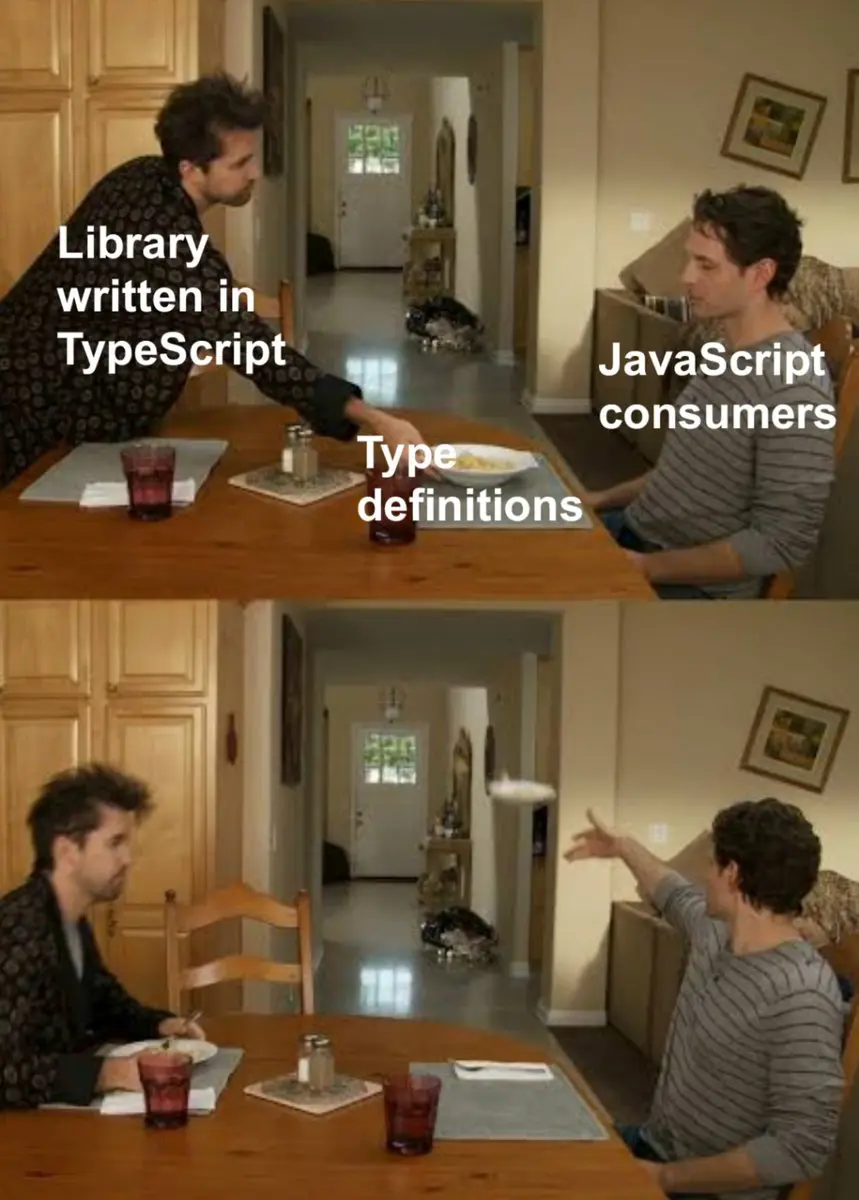 Library
written in
TypeScript
JavaScript
consumers
Type
definitions